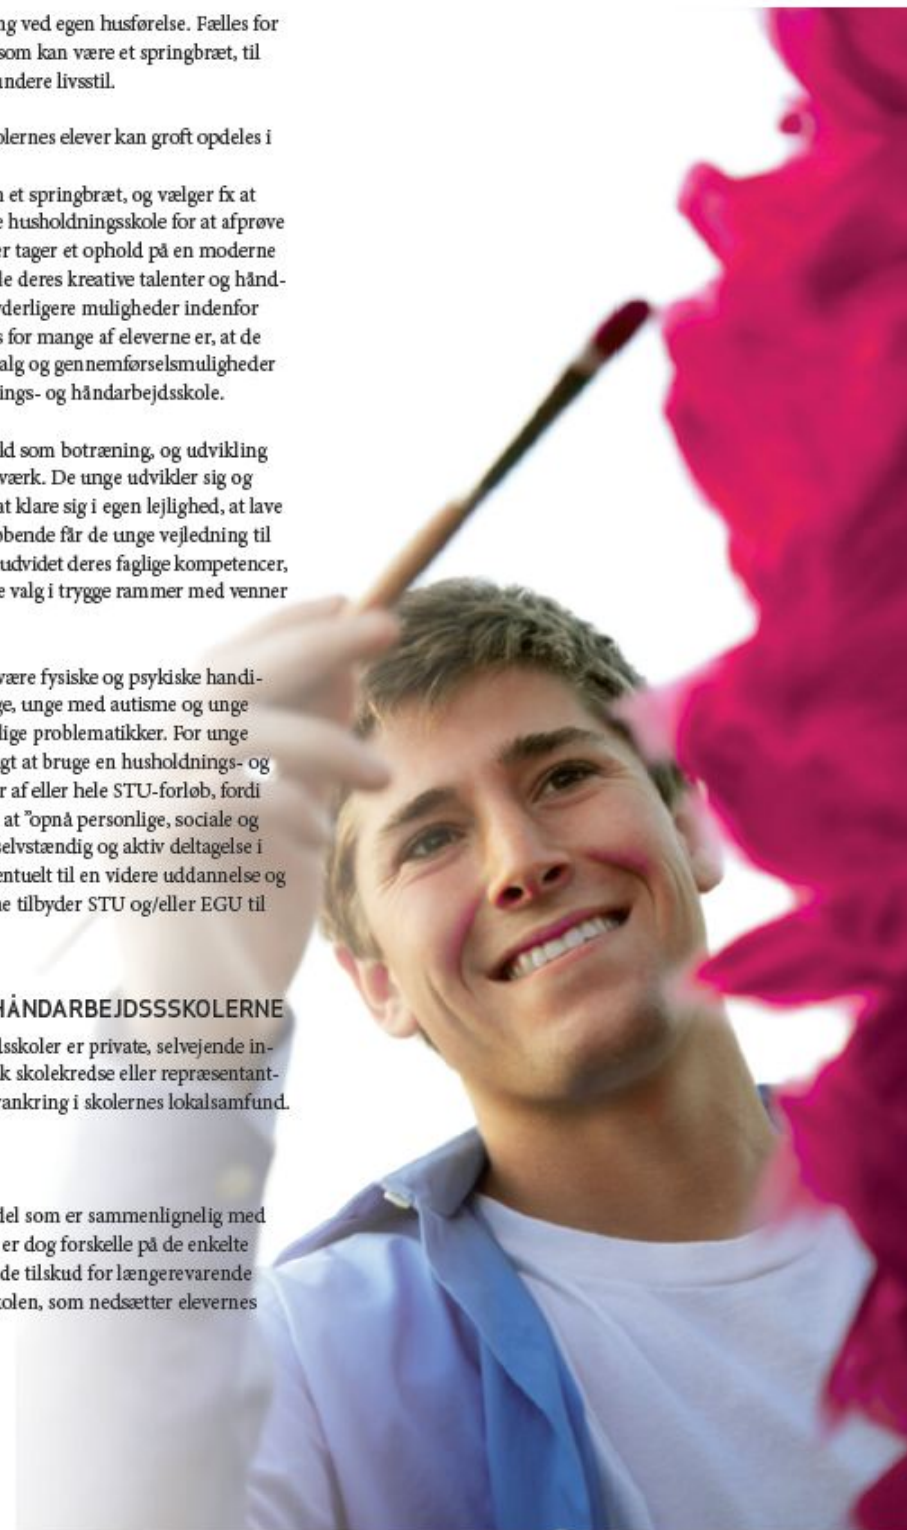 ng ved egen husførelse. Fælles for
som kan være et springbræt, til
undere livsstil.
olernes elever kan groft opdeles i
et springbræt, og vælger fx at
e husholdningsskole for at afprøve
er tager et ophold på en moderne
le deres kreative talenter og hånd-
yderligere muligheder indenfor
s for mange af eleverne er, at de
alg og gennemførselsmuligheder
ings- og håndarbejdsskole.
ld som botræning, og udvikling
værk. De unge udvikler sig og
at klare sig i egen lejlighed, at lave
øbende får de unge vejledning til
udvidet deres faglige kompetencer,
e valg i trygge rammer med venner
være fysiske og psykiske handi-
ge, unge med autisme og unge
lige problematikker. For unge
gt at bruge en husholdnings- og
r af eller hele STU-forløb, fordi
at ”opnå personlige, sociale og
selvstændig og aktiv deltagelse i
entuelt til en videre uddannelse og
ne tilbyder STU og/eller EGU til
HÅNDARBEJDSSSKOLERNE
dsskoler er private, selvejende in-
k skolekredse eller repræsentant-
rankring i skolernes lokalsamfund.
del som er sammenlignelig med
er dog forskelle på de enkelte
de tilskud for længerevarende
kolen, som nedsætter elevernes